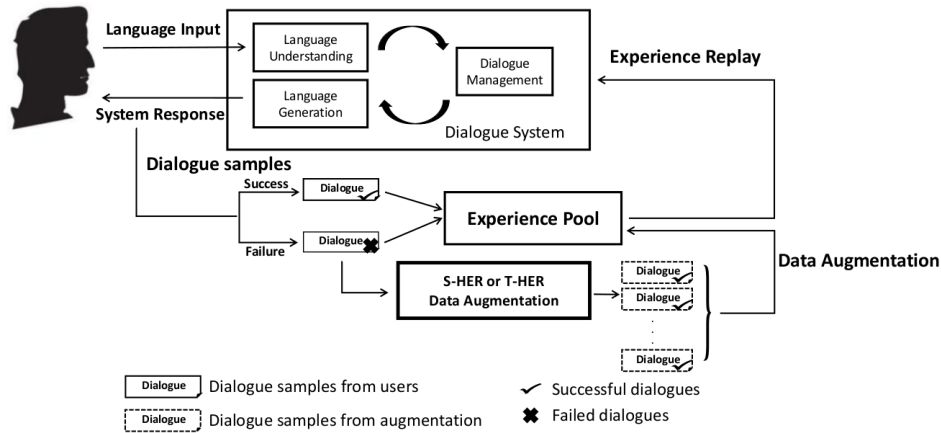 Language Input
Language
Understanding
Dialogue
Management
Experience Replay
System Response
Language
Generation
Dialogue System
Dialogue samples
Success
Dialogue
Experience Pool
Failure
Dialogue
Data Augmentation
S-HER or T-HER
Data Augmentation
Dialogue
Dialogue
Dialogue
Dialogue
Dialogue samples from users
Successful dialogues
Dialogue
Dialogue samples from augmentation
Failed dialogues